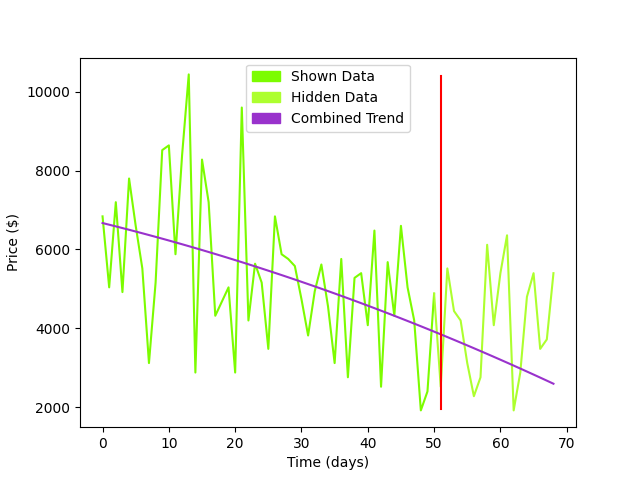 Shown Data
Hidden Data
Combined Trend
10000
8000
6000
4000
2000
Price ($)
0 10 20 30 40 50 60 70
Time (days)